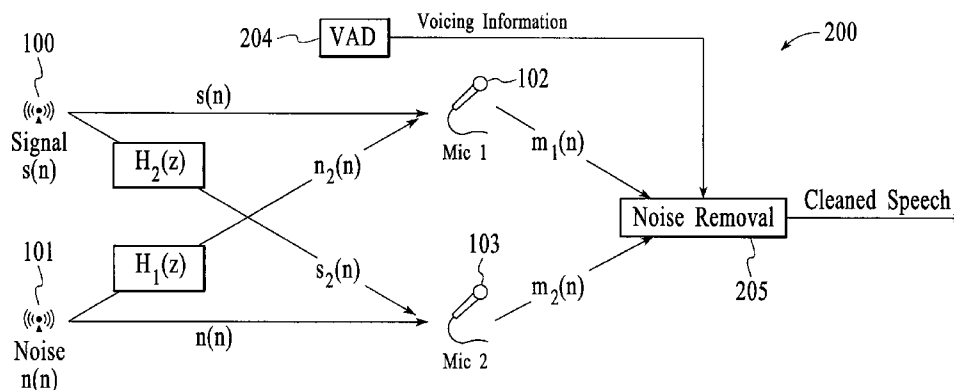 100
204
VAD
Voicing Information
200
Signal
s(n)
s(n)
102
Mic 1
H₂(z)
n₂(n)
m₁(n)
Noise Removal
Cleaned Speech
205
101
H₁(z)
s₂(n)
103
m₂(n)
Noise
n(n)
n(n)
Mic 2